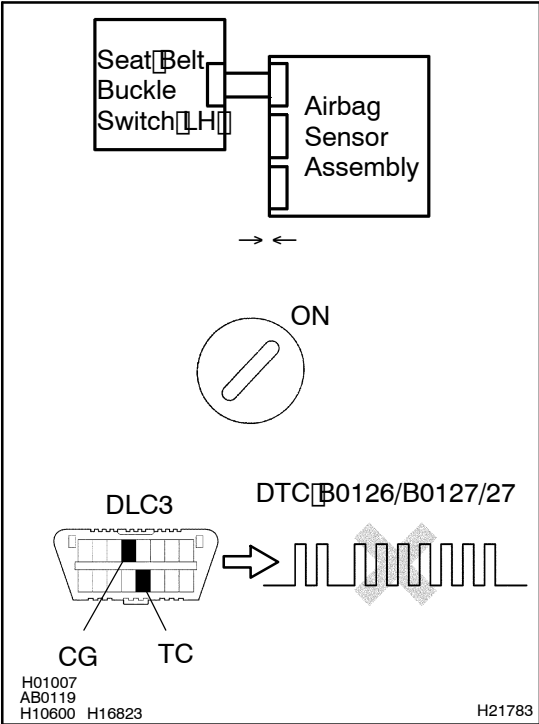 Seat Belt
Buckle
Switch LH
Airbag
Sensor
Assembly
ON
DLC3
DTC B0126/B0127/27
CG
TC
H01007
AB0119
H10600 H16823
H21783